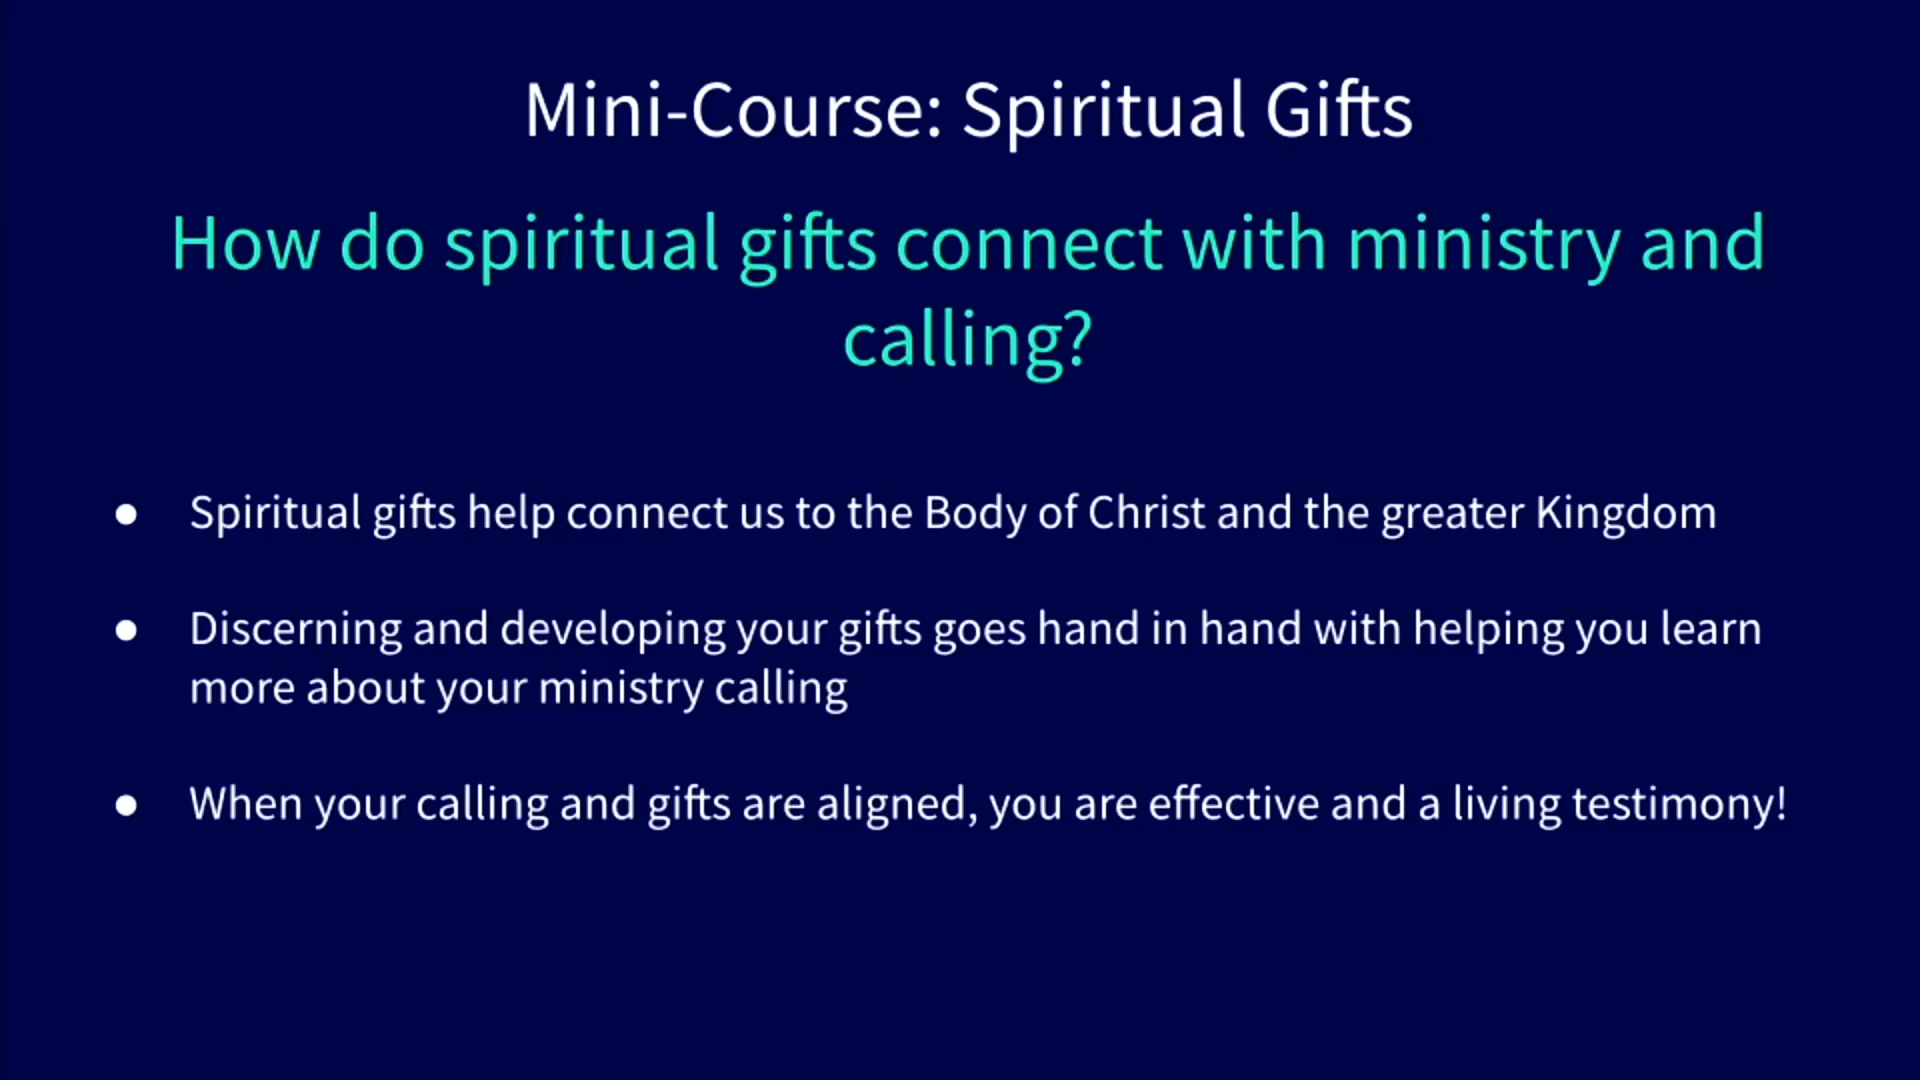 Mini-Course: Spiritual Gifts
How do spiritual gifts connect with ministry and
calling?
● Spiritual gifts help connect us to the Body of Christ and the greater Kingdom
● Discerning and developing your gifts goes hand in hand with helping you learn
more about your ministry calling
● When your calling and gifts are aligned, you are effective and a living testimony!